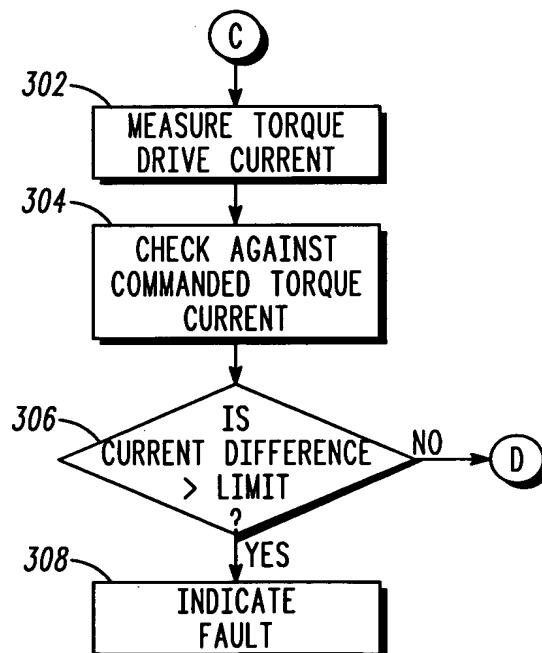 C
302
MEASURE TORQUE
DRIVE CURRENT
304
CHECK AGAINST
COMMANDED TORQUE
CURRENT
306
IS
CURRENT DIFFERENCE
> LIMIT
?
NO
D
YES
308
INDICATE
FAULT